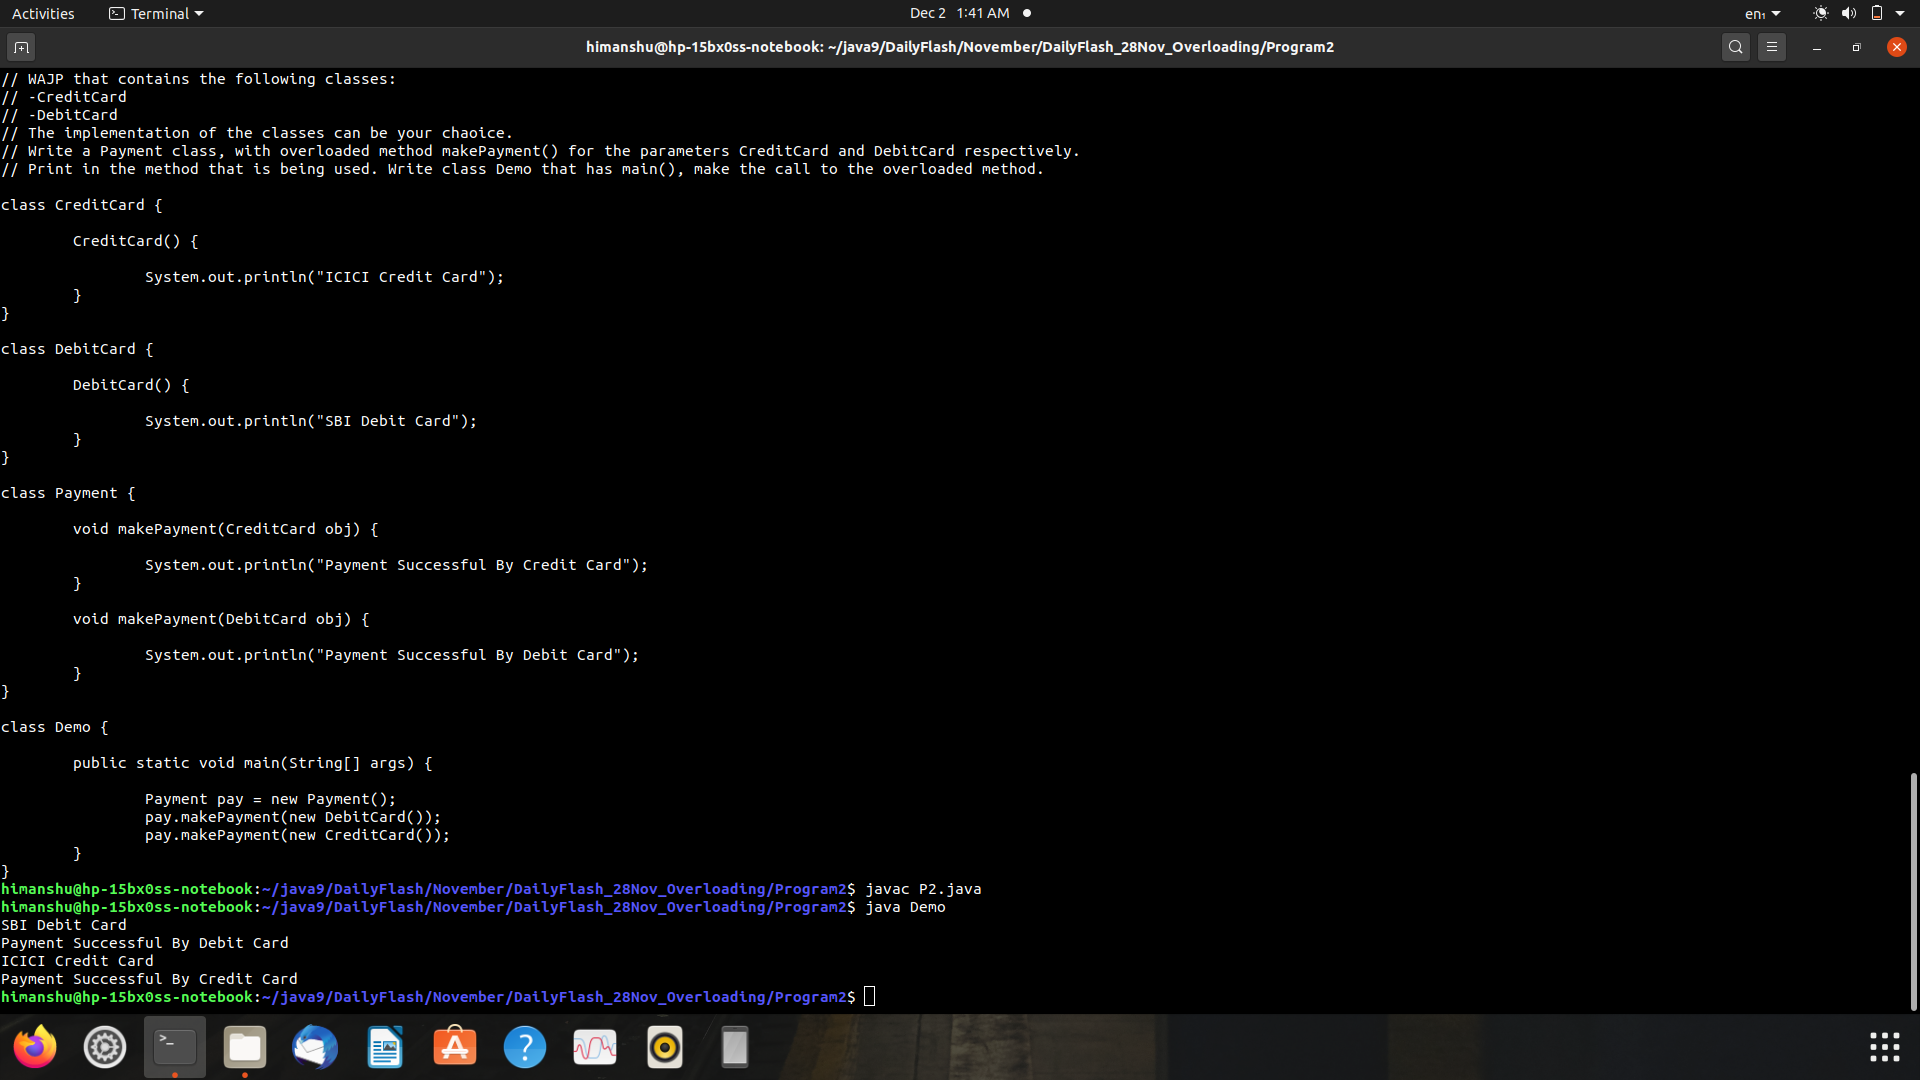 Activities
Terminal
Dec 2 1:41 AM
en₁
himanshu@hp-15bx0ss-notebook: ~/java9/DailyFlash/November/DailyFlash_28Nov_Overloading/Program2
// WAJP that contains the following classes:
// -CreditCard
// -DebitCard
// The implementation of the classes can be your chaoice.
// Write a Payment class, with overloaded method makePayment() for the parameters CreditCard and DebitCard respectively.
// Print in the method that is being used. Write class Demo that has main(), make the call to the overloaded method.
class CreditCard {
CreditCard() {
System.out.println("ICICI Credit Card");
}
}
class DebitCard {
DebitCard() {
System.out.println("SBI Debit Card");
}
}
class Payment {
void makePayment(CreditCard obj) {
System.out.println("Payment Successful By Credit Card");
}
void makePayment(DebitCard obj) {
System.out.println("Payment Successful By Debit Card");
}
}
class Demo {
public static void main(String[] args) {
Payment pay = new Payment();
pay.makePayment(new DebitCard());
pay.makePayment(new CreditCard());
}
}
himanshu@hp-15bx0ss-notebook:~/java9/DailyFlash/November/DailyFlash_28Nov_Overloading/Program2$ javac P2.java
himanshu@hp-15bx0ss-notebook:~/java9/DailyFlash/November/DailyFlash_28Nov_Overloading/Program2$ java Demo
SBI Debit Card
Payment Successful By Debit Card
ICICI Credit Card
Payment Successful By Credit Card
himanshu@hp-15bx0ss-notebook:~/java9/DailyFlash/November/DailyFlash_28Nov_Overloading/Program2$